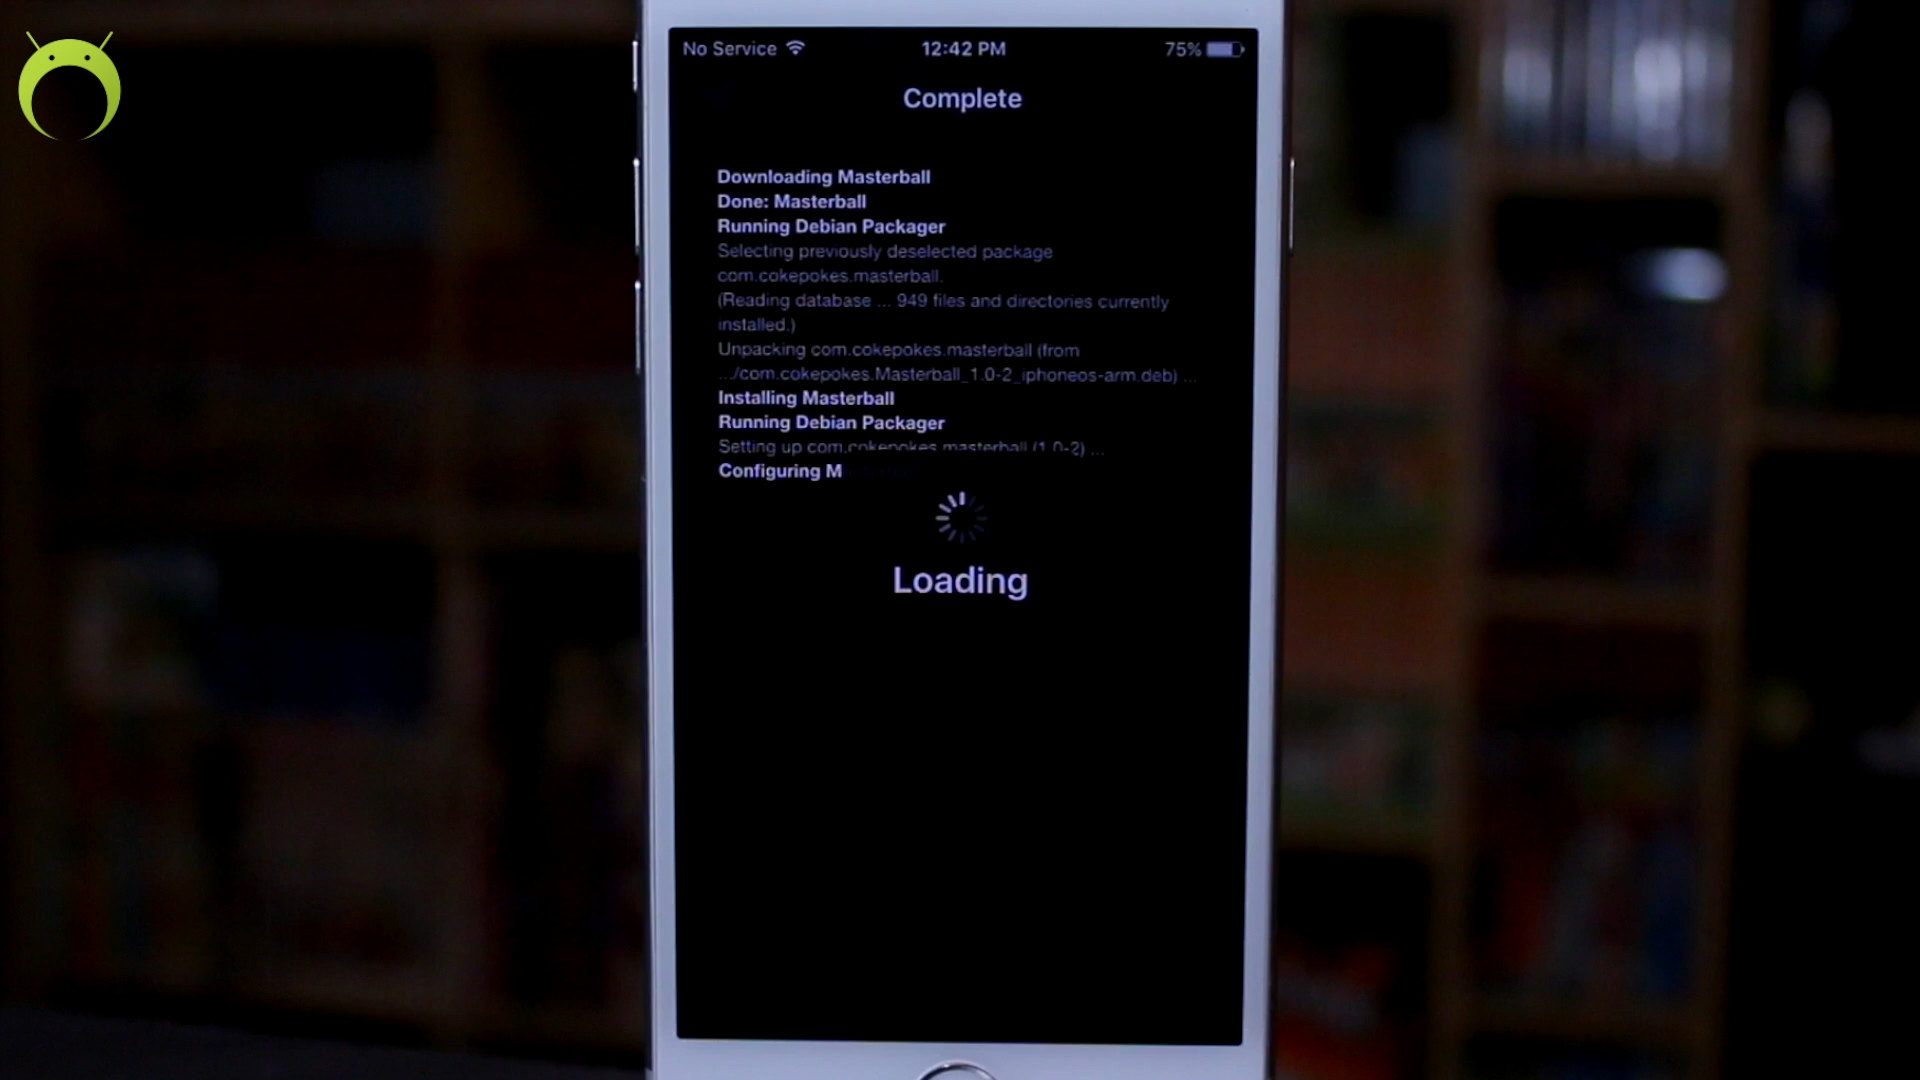 No Service 12:42 PM 75%
Complete
Downloading Masterball
Done: Masterball
Running Debian Packager
Selecting previously deselected package
com.cokepokes.masterball.
(Reading database ... 949 files and directories currently
installed.)
Unpacking com.cokepokes.masterball (from
.../com.cokepokes.Masterball_1.0-2_iphoneos-arm.deb) ...
Installing Masterball
Running Debian Packager
Setting up com.cokepokes.masterball (1.0-2) ...
Configuring M
Loading